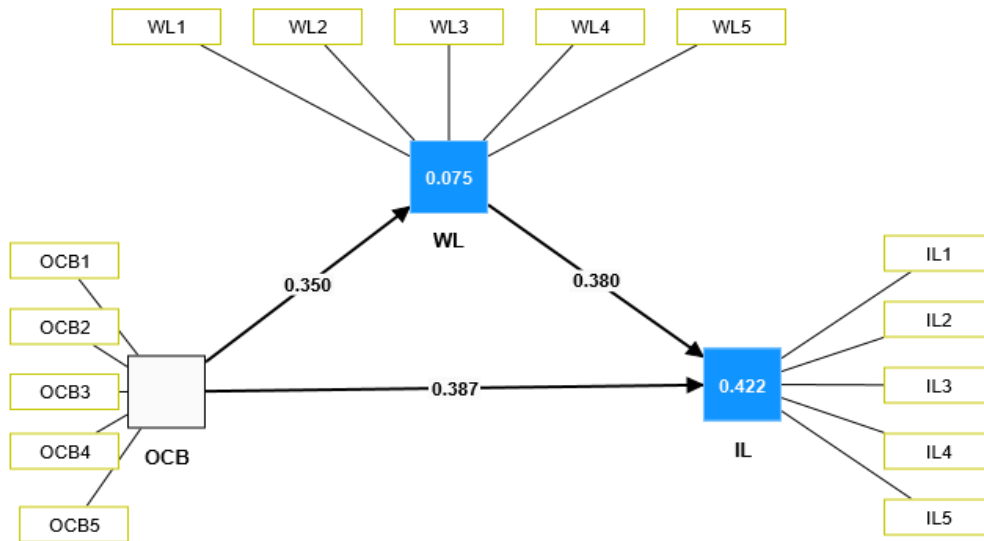 WL1
WL2
WL3
WL4
WL5
0.075
WL
OCB1
OCB2
OCB3
OCB4
OCB5
0.350
0.380
0.387
OCB
0.422
IL
IL1
IL2
IL3
IL4
IL5